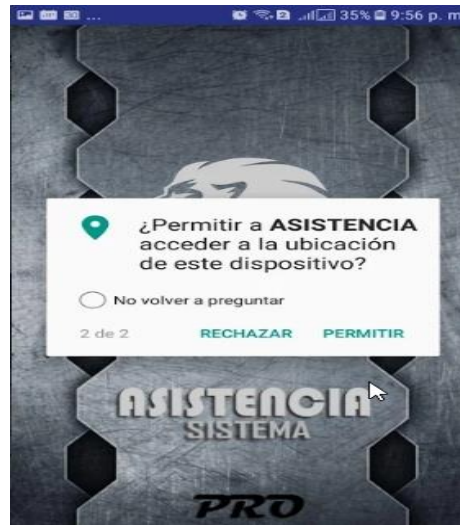 ... 2 35% 9:56 p. m
¿Permitir a ASISTENCIA
acceder a la ubicación
de este dispositivo?
No volver a preguntar
2 de 2 RECHAZAR PERMITIR
ASISTENCIA
SISTEMA
PRO